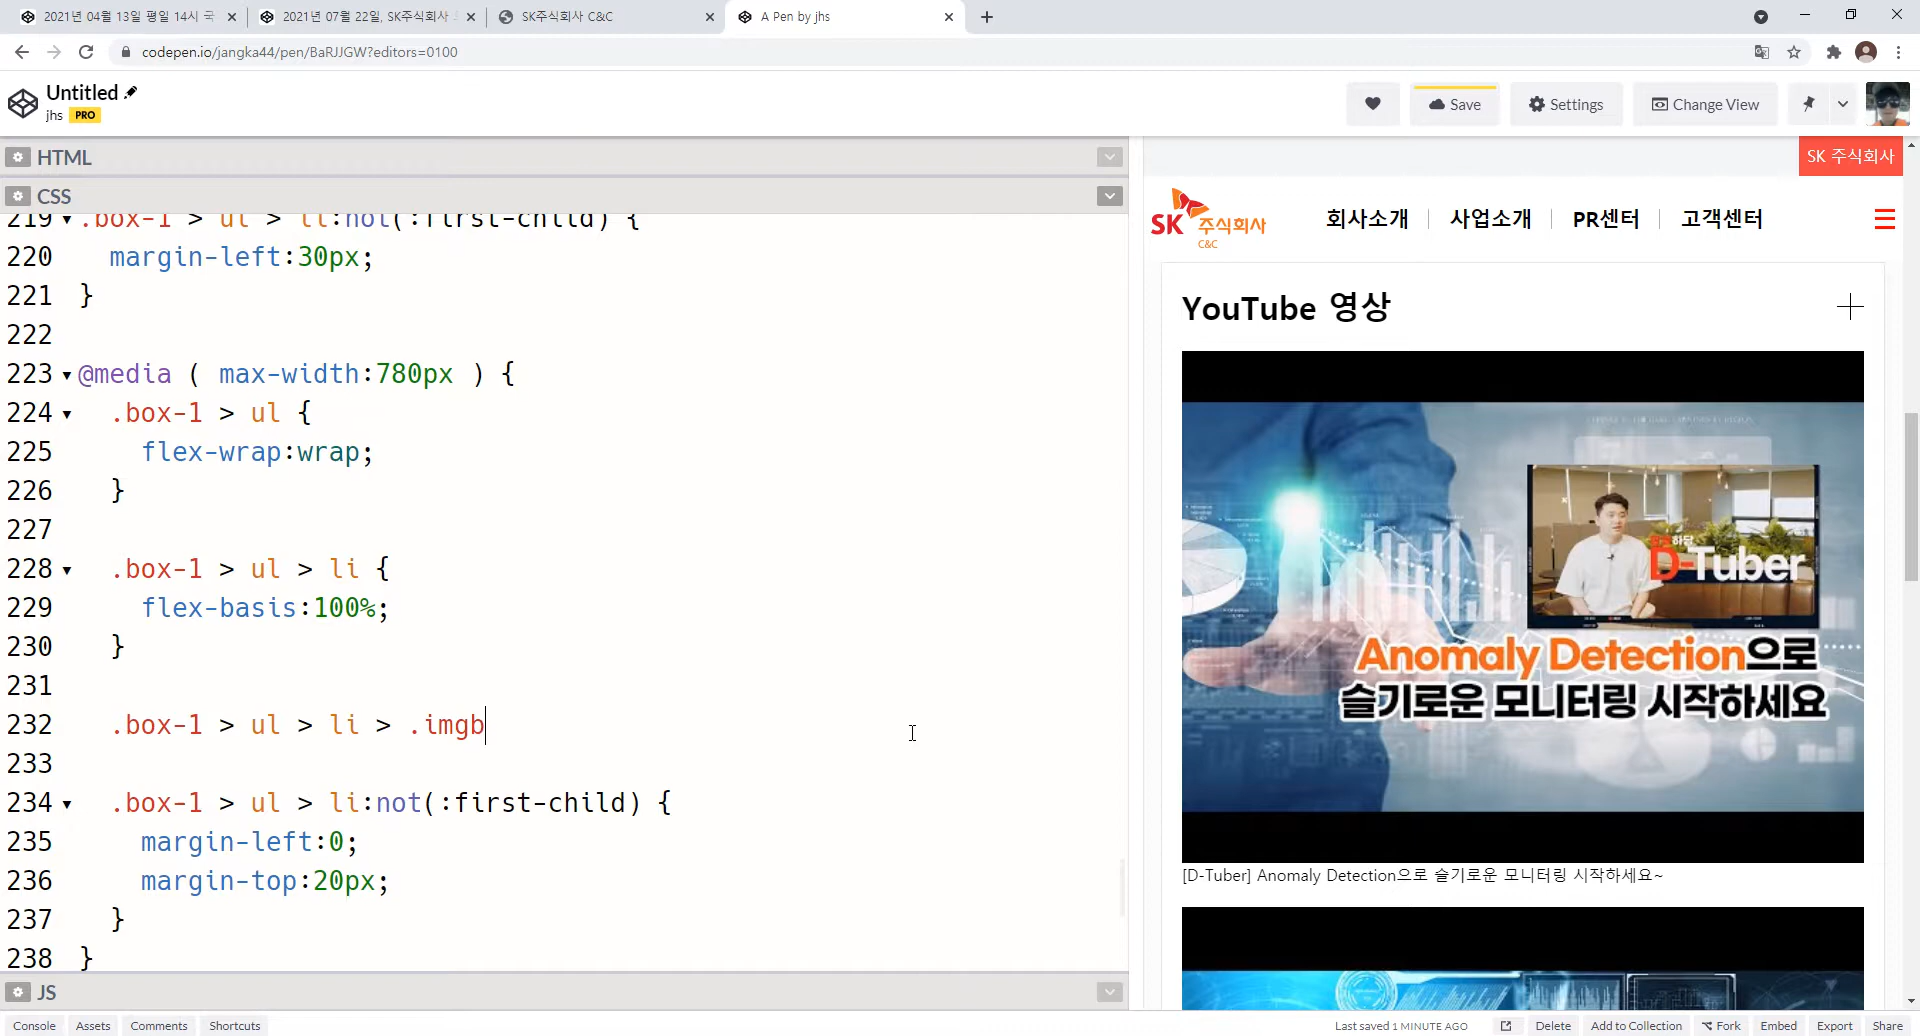 2021년 04월 13일 평일 14시 국
2021년 07월 22일, SK주식회사
SK주식회사 C&C
A Pen by jhs
codepen.io/jangka44/pen/BaRJJGW?editors=0100
Untitled
jhs PRO
Save
Settings
Change View
HTML
CSS
219 .box-1 > ul > li:not(:first-child) {
220 margin-left:30px;
221 }
222
223 @media ( max-width:780px ) {
224 .box-1 > ul {
225 flex-wrap:wrap;
226 }
227
228 .box-1 > ul > li {
229 flex-basis:100%;
230 }
231
232 .box-1 > ul > li > .imgb
233
234 .box-1 > ul > li:not(:first-child) {
235 margin-left:0;
236 margin-top:20px;
237 }
238 }
JS
SK 주식회사
SK 주식회사
C&C
회사소개 사업소개 PR센터 고객센터
YouTube 영상
D-Tuber
Anomaly Detection으로
슬기로운 모니터링 시작하세요
[D-Tuber] Anomaly Detection으로 슬기로운 모니터링 시작하세요~
Console Assets Comments Shortcuts
Last saved 1 MINUTE AGO Delete Add to Collection Fork Embed Export Share